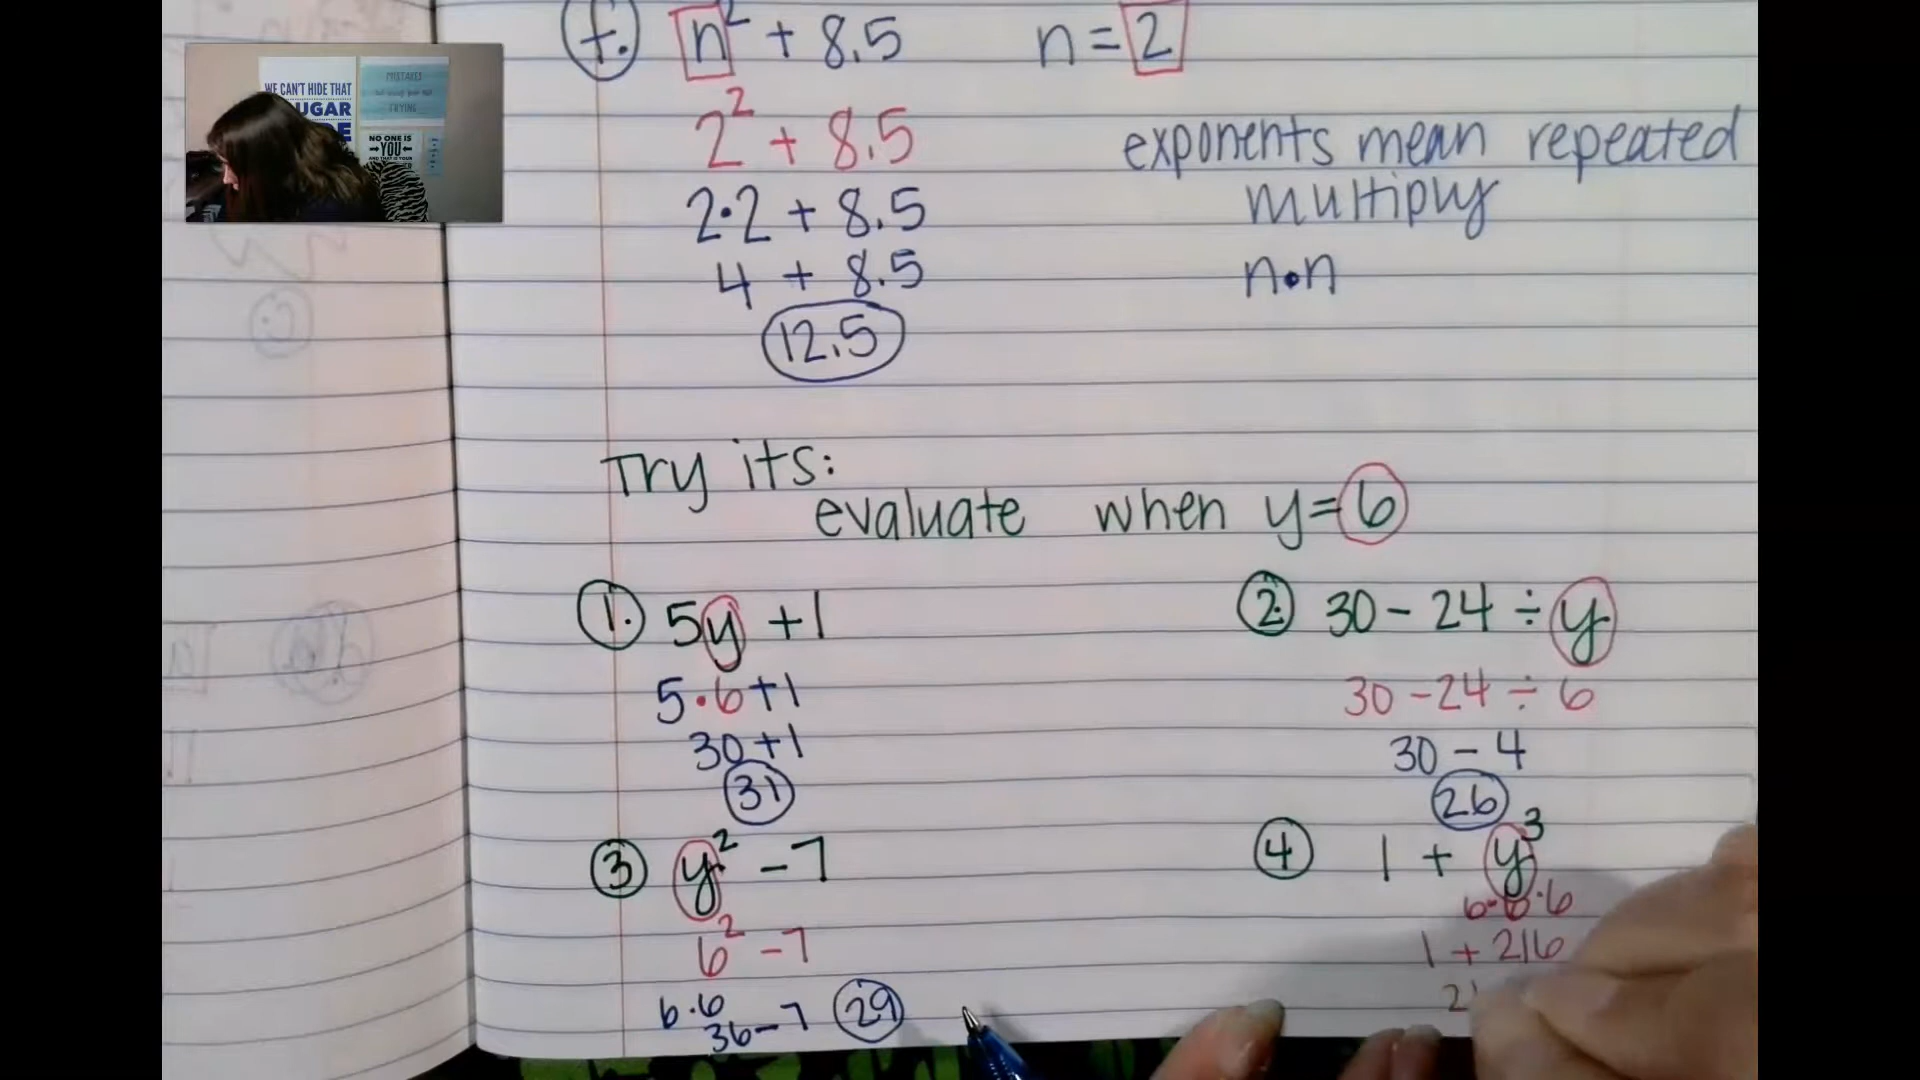 f. n² + 8.5 n = 2
2² + 8.5
2·2 + 8.5
4 + 8.5
12.5
exponents mean repeated
multiply
n·n
WE CAN'T HIDE THAT
UGAR
MISTAKES
TRYING
NO ONE IS
YOU
Try its:
evaluate when y=6
1. 5y +1
5·6+1
30+1
31
2. 30 - 24 ÷ y
30 - 24 ÷ 6
30 - 4
26
3 y² - 7
6² - 7
6·6
36-7 29
4 1 + y³
6·6·6
1 + 216